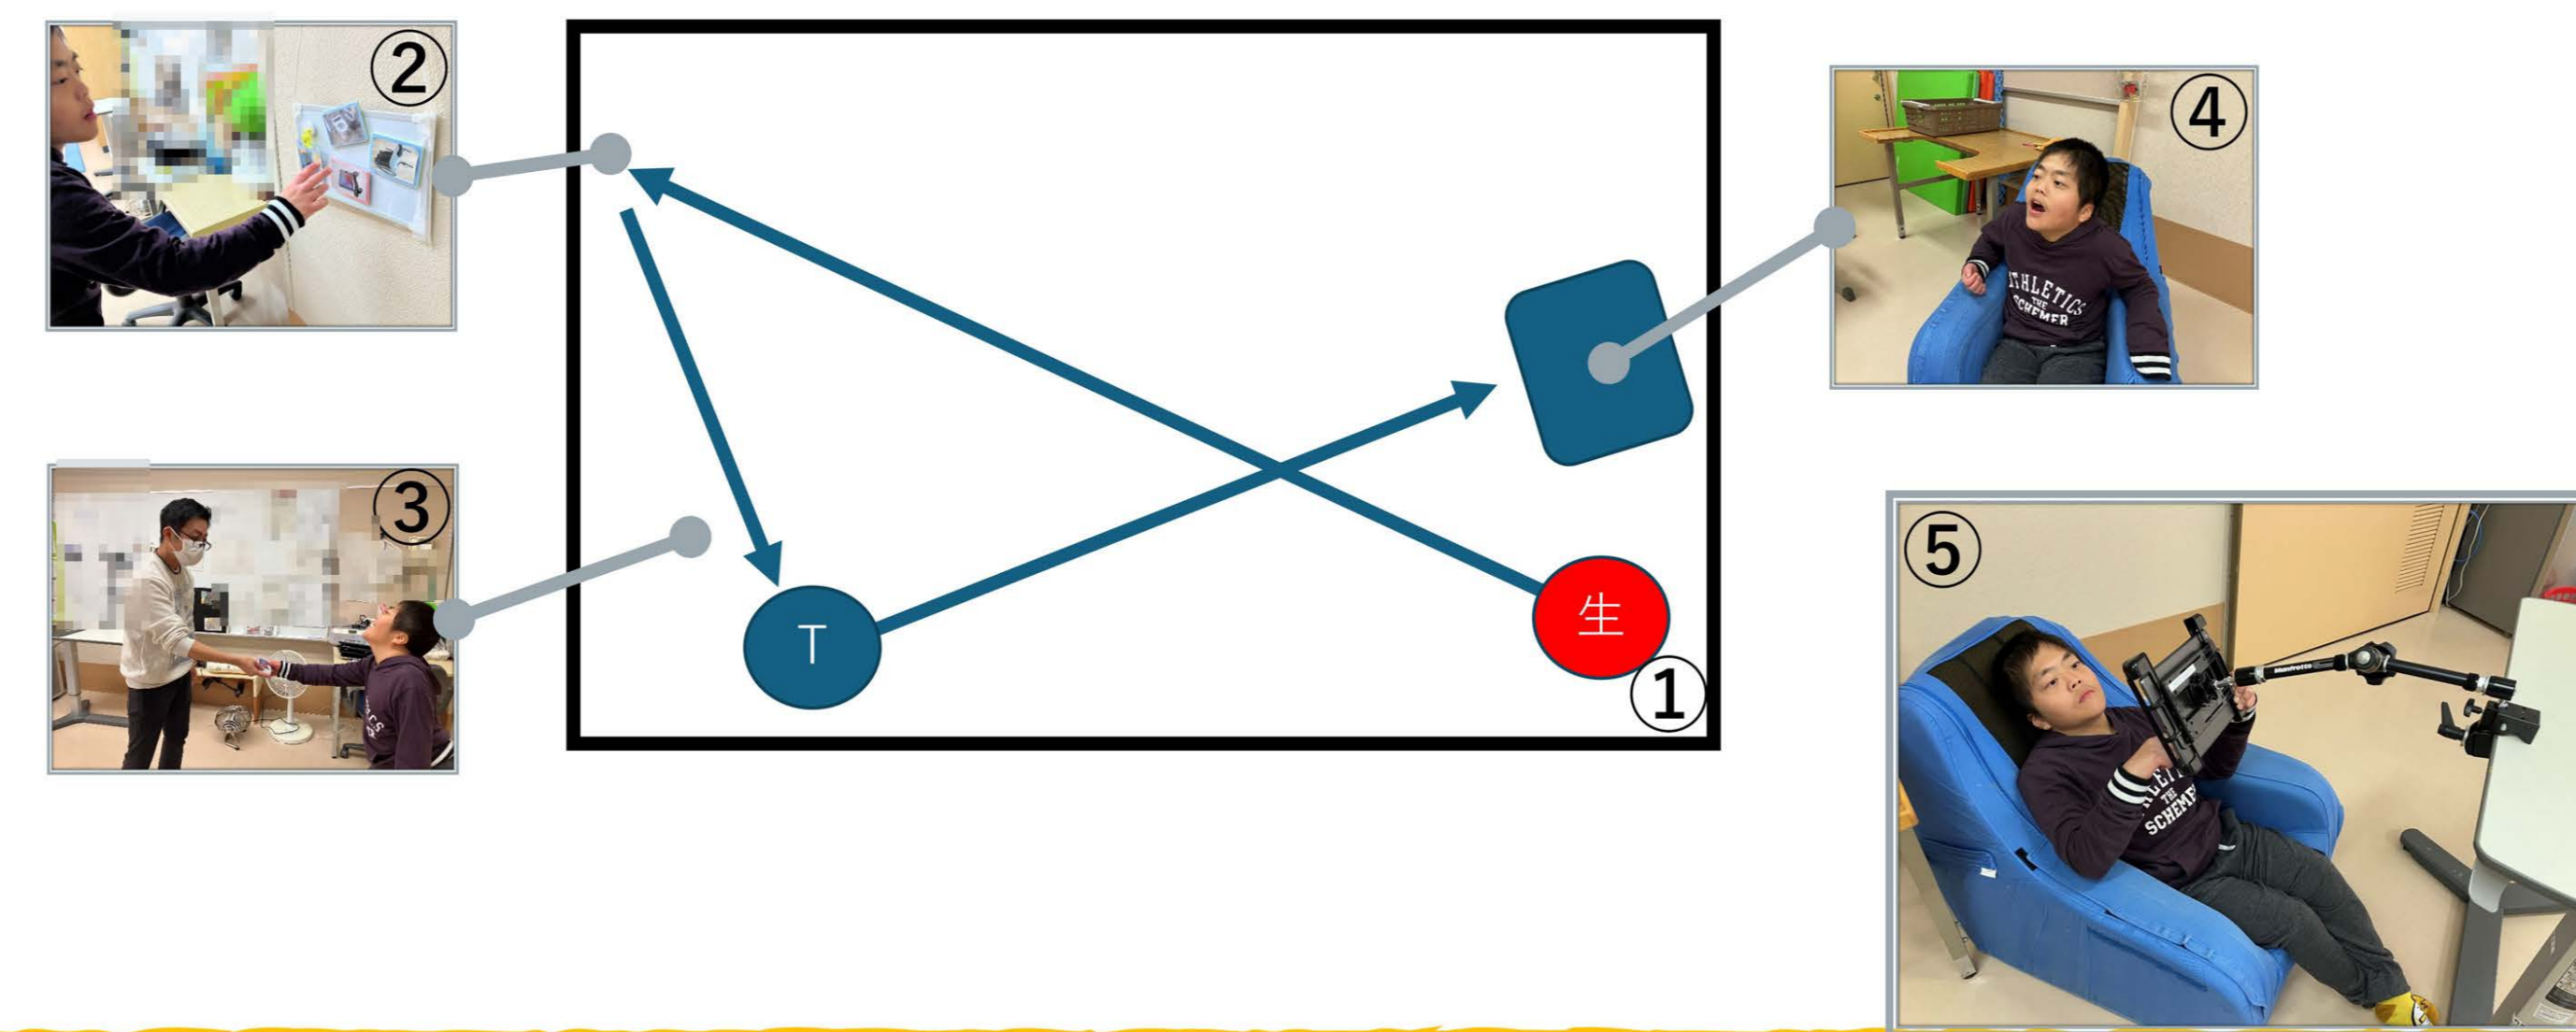 ②
④
ATHLETICS
THE
SCHEMER
T
生
①
③
⑤
Manfrotto
THE
SCHEMER